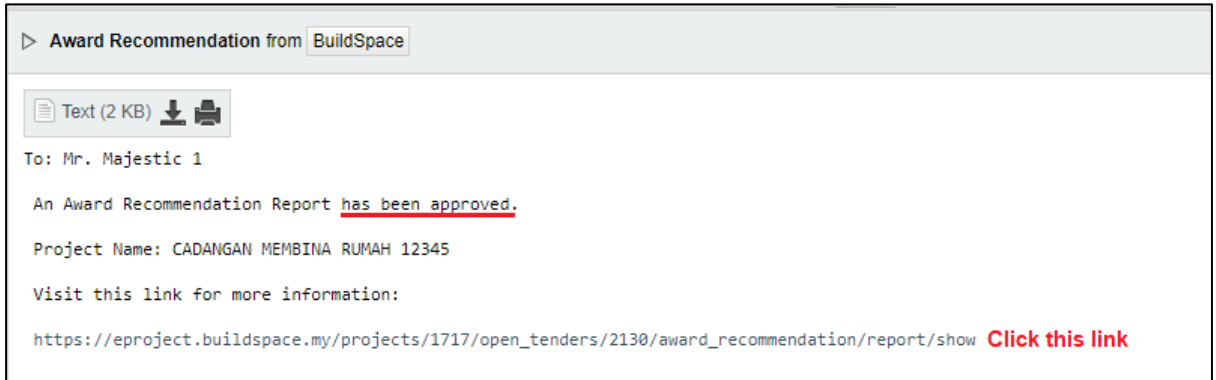 Award Recommendation from BuildSpace
Text (2 KB)
To: Mr. Majestic 1
An Award Recommendation Report has been approved.
Project Name: CADANGAN MEMBINA RUMAH 12345
Visit this link for more information:
https://eproject.buildspace.my/projects/1717/open_tenders/2130/award_recommendation/report/show Click this link